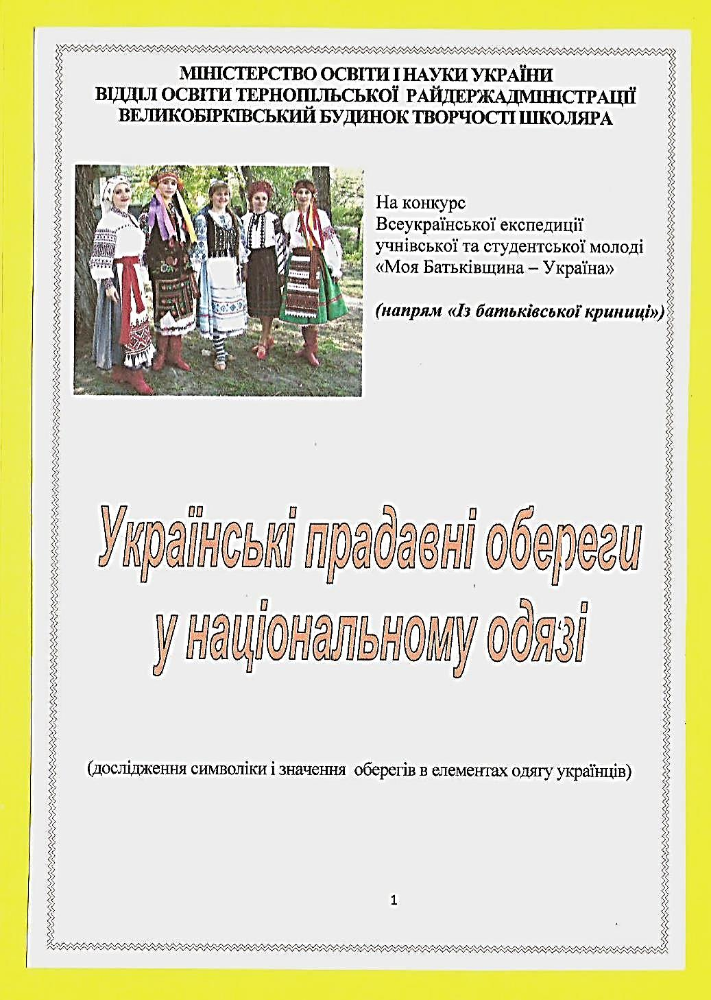 МІНІСТЕРСТВО ОСВІТИ І НАУКИ УКРАЇНИ
ВІДДІЛ ОСВІТИ ТЕРНОПІЛЬСЬКОЇ РАЙДЕРЖАДМІНІСТРАЦІЇ
ВЕЛИКОБІРКІВСЬКИЙ БУДИНОК ТВОРЧОСТІ ШКОЛЯРА
На конкурс
Всеукраїнської експедиції
учнівської та студентської молоді
«Моя Батьківщина – Україна»
(напрям «Із батьківської криниці»)
Українські прадавні обереги
у національному одязі
(дослідження символіки і значення оберегів в елементах одягу українців)
1